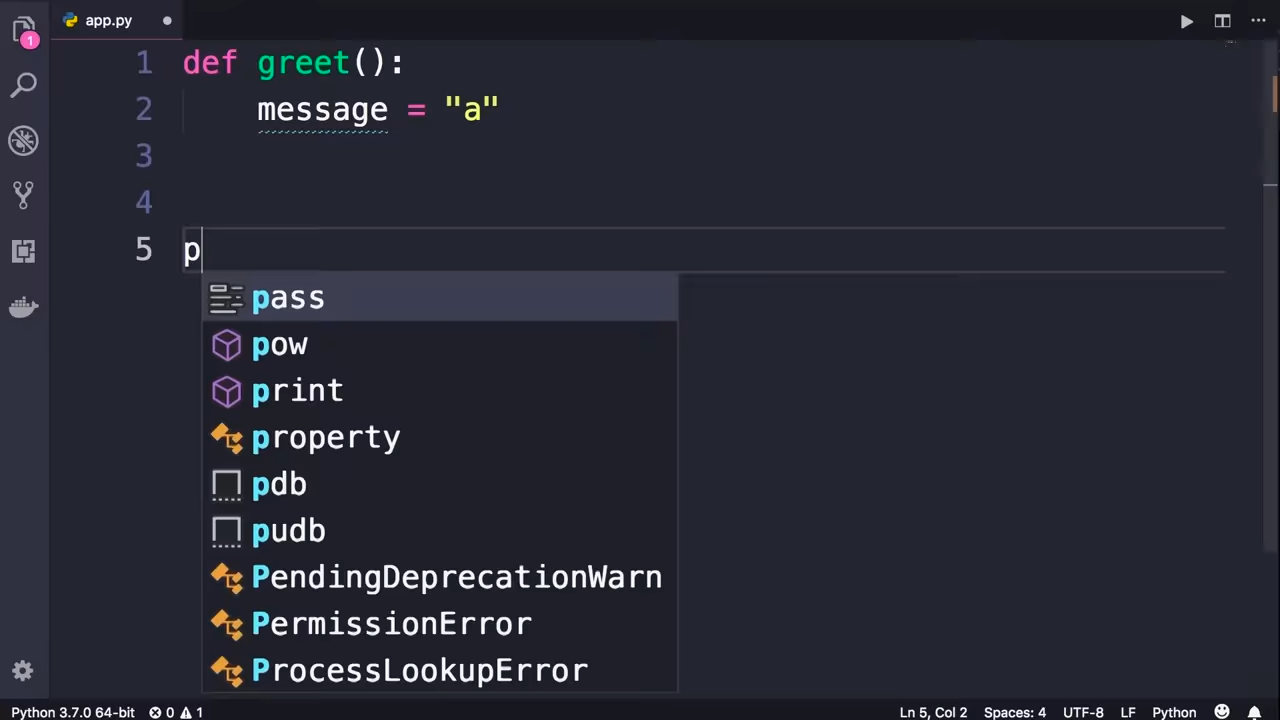 app.py
1
1 def greet():
2 message = "a"
3
4
5 p
pass
pow
print
property
pdb
pudb
PendingDeprecationWarn
PermissionError
ProcessLookupError
Python 3.7.0 64-bit 0 1 Ln 5, Col 2 Spaces: 4 UTF-8 LF Python